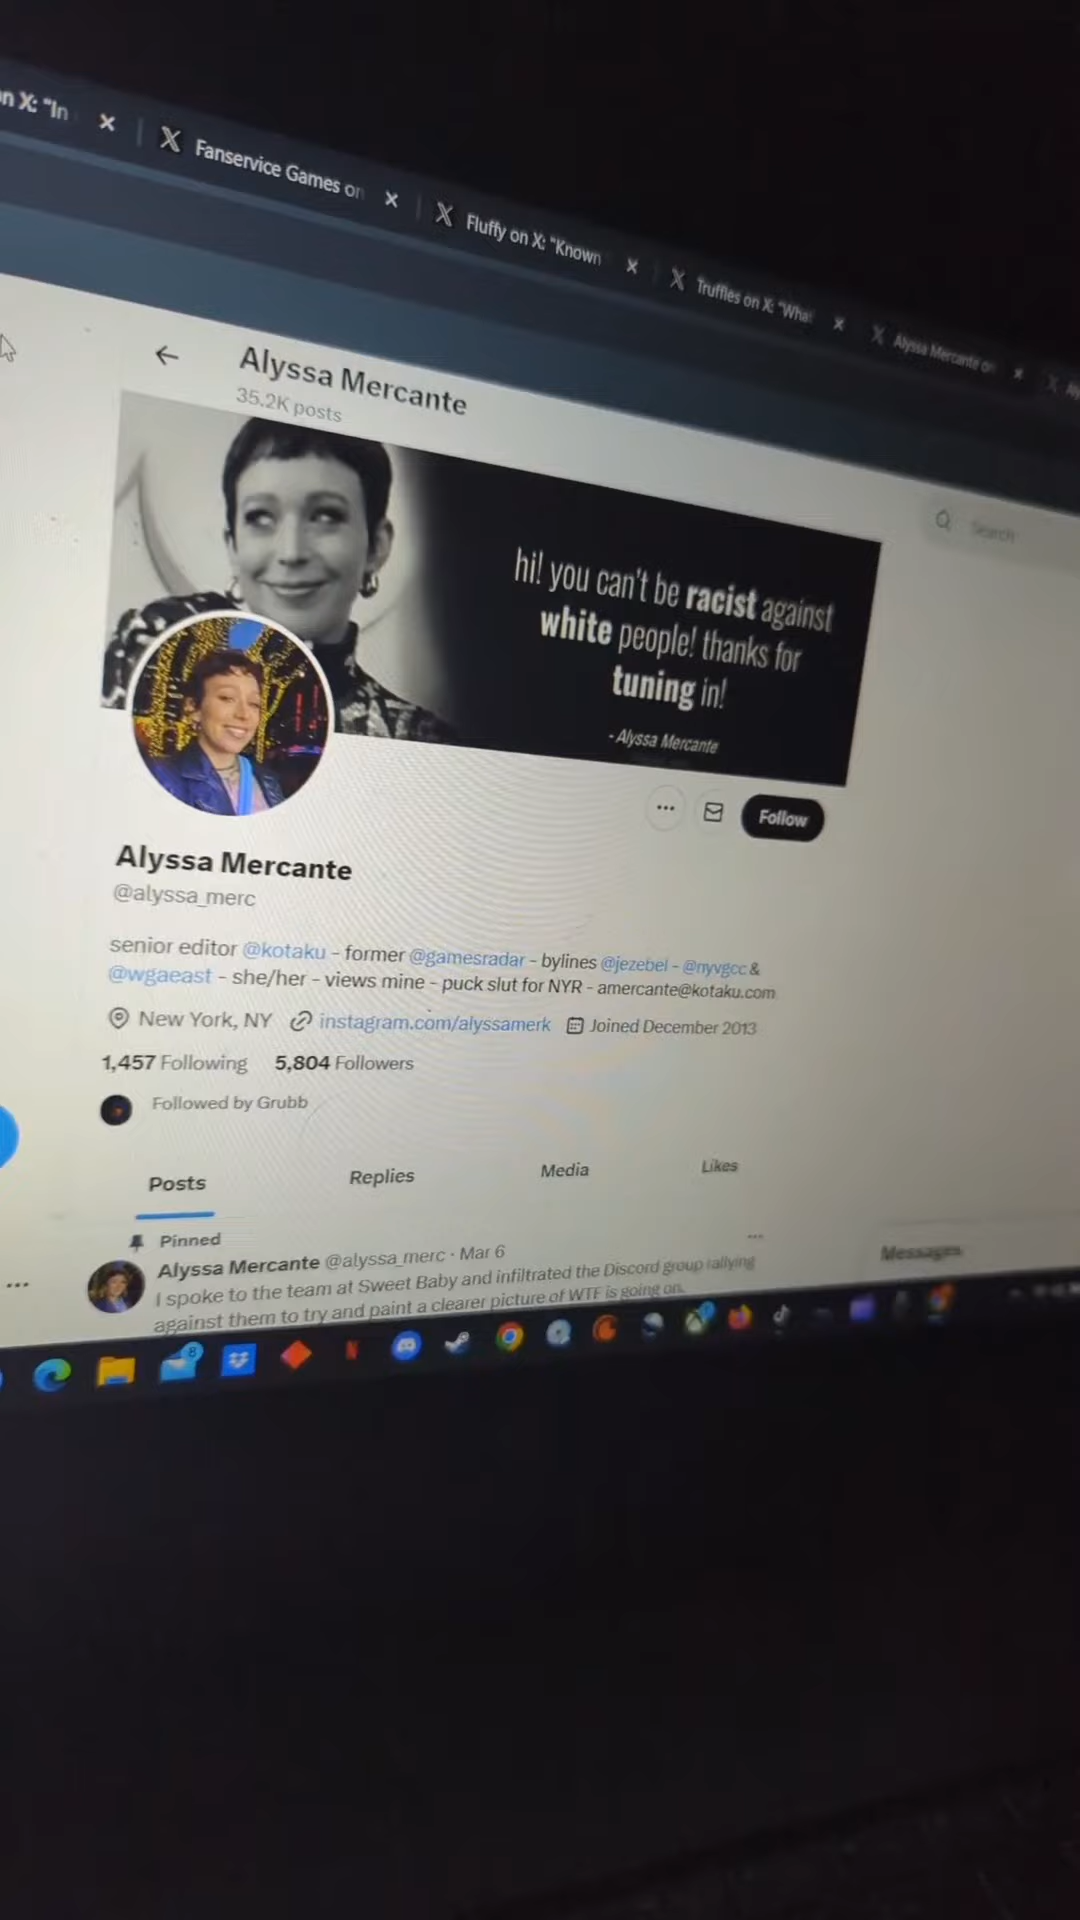 on X: "In
Fanservice Games on
Fluffy on X: "Known
Truffles on X: "Wha
Alyssa Mercante on
Alyssa Mercante
35.2K posts
Search
hi! you can't be racist against
white people! thanks for
tuning in!
- Alyssa Mercante
Follow
Alyssa Mercante
@alyssa_merc
senior editor @kotaku - former @gamesradar - bylines @jezebel - @nyvgcc &
@wgaeast - she/her - views mine - puck slut for NYR - amercante@kotaku.com
New York, NY instagram.com/alyssamerk Joined December 2013
1,457 Following 5,804 Followers
Followed by Grubb
Posts Replies Media Likes
Pinned
Alyssa Mercante @alyssa_merc · Mar 6
I spoke to the team at Sweet Baby and infiltrated the Discord group rallying
against them to try and paint a clearer picture of WTF is going on.
Messages
8